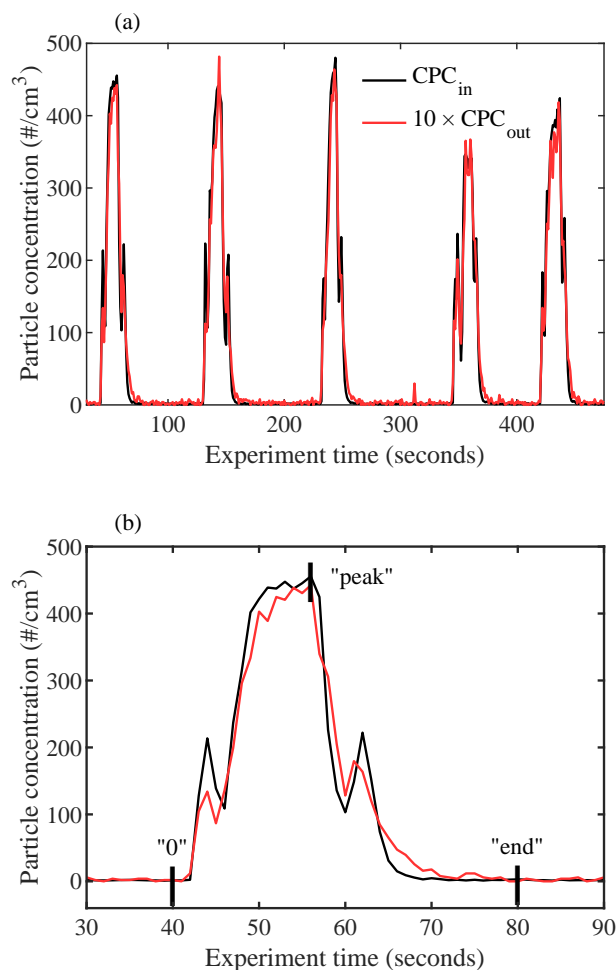 (a)
500
400
300
200
100
0
Particle concentration (#/cm³)
CPC_in
10 × CPC_out
100
200
300
400
Experiment time (seconds)
(b)
500
400
300
200
100
0
Particle concentration (#/cm³)
"peak"
"0"
"end"
30
40
50
60
70
80
90
Experiment time (seconds)